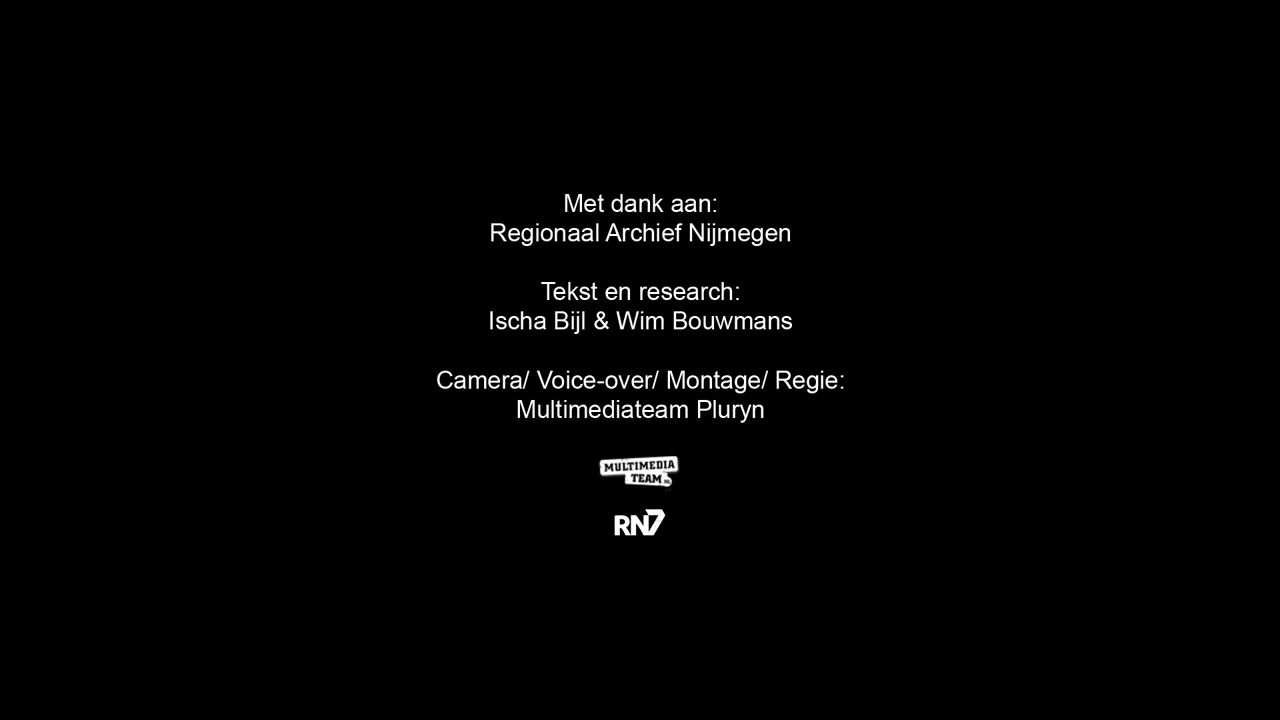 Met dank aan:
Regionaal Archief Nijmegen
Tekst en research:
Ischa Bijl & Wim Bouwmans
Camera/ Voice-over/ Montage/ Regie:
Multimediateam Pluryn
MULTIMEDIA
TEAM.NL
RN7